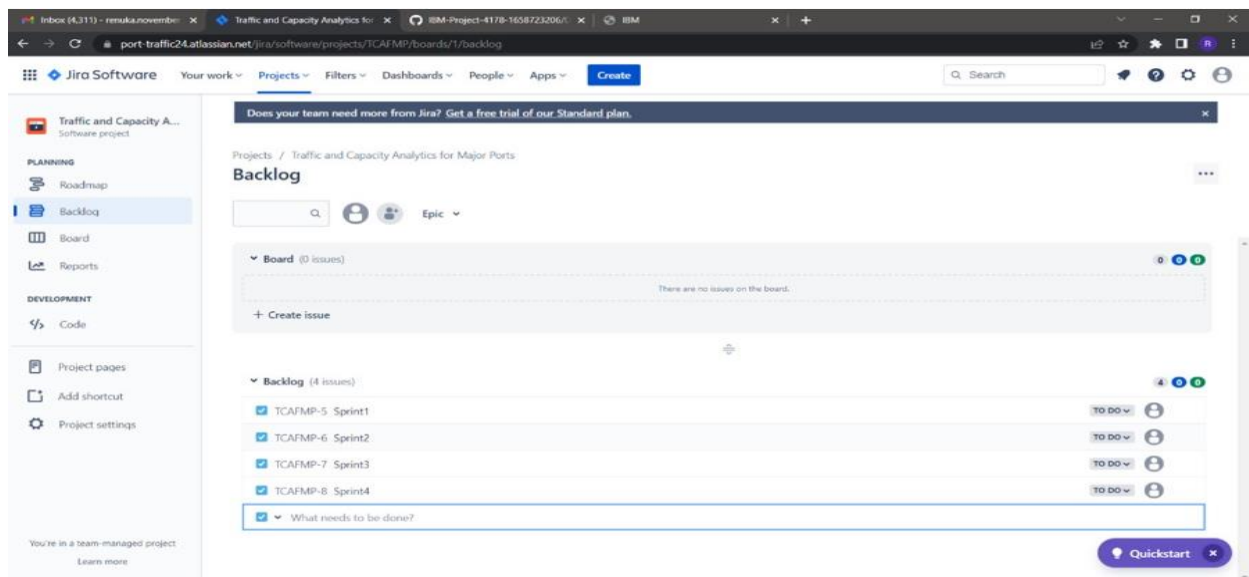 Inbox (4,311) - renuka.november
Traffic and Capacity Analytics for
IBM-Project-4178-1658723206/
IBM
port-traffic24.atlassian.net/jira/software/projects/TCAFMP/boards/1/backlog
R
Jira Software
Your work
Projects
Filters
Dashboards
People
Apps
Create
Search
Traffic and Capacity A...
Software project
PLANNING
Roadmap
Backlog
Board
Reports
DEVELOPMENT
Code
Project pages
Add shortcut
Project settings
You're in a team-managed project
Learn more
Does your team need more from Jira? Get a free trial of our Standard plan.
Projects / Traffic and Capacity Analytics for Major Ports
Backlog
Epic
Board (0 issues) 0 0 0
There are no issues on the board.
+ Create issue
Backlog (4 issues) 4 0 0
TCAFMP-5 Sprint1 TO DO
TCAFMP-6 Sprint2 TO DO
TCAFMP-7 Sprint3 TO DO
TCAFMP-8 Sprint4 TO DO
What needs to be done?
Quickstart